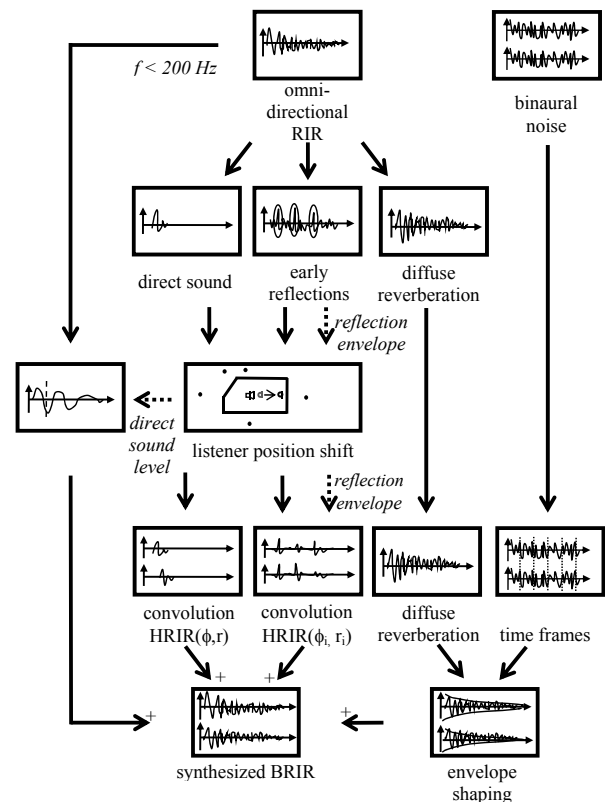 f < 200 Hz
omni-
directional
RIR
binaural
noise
direct sound
early
reflections
diffuse
reverberation
reflection
envelope
direct
sound
level
listener position shift
reflection
envelope
convolution
HRIR(ϕ,r)
convolution
HRIR(ϕi, ri)
diffuse
reverberation
time frames
+
+
+
+
synthesized BRIR
envelope
shaping